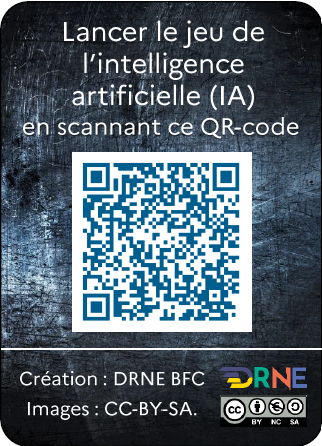 Lancer le jeu de
l'intelligence
artificielle (IA)
en scannant ce QR-code
Création : DRNE BFC
DRNE
Images : CC-BY-SA.
cc
BY NC SA